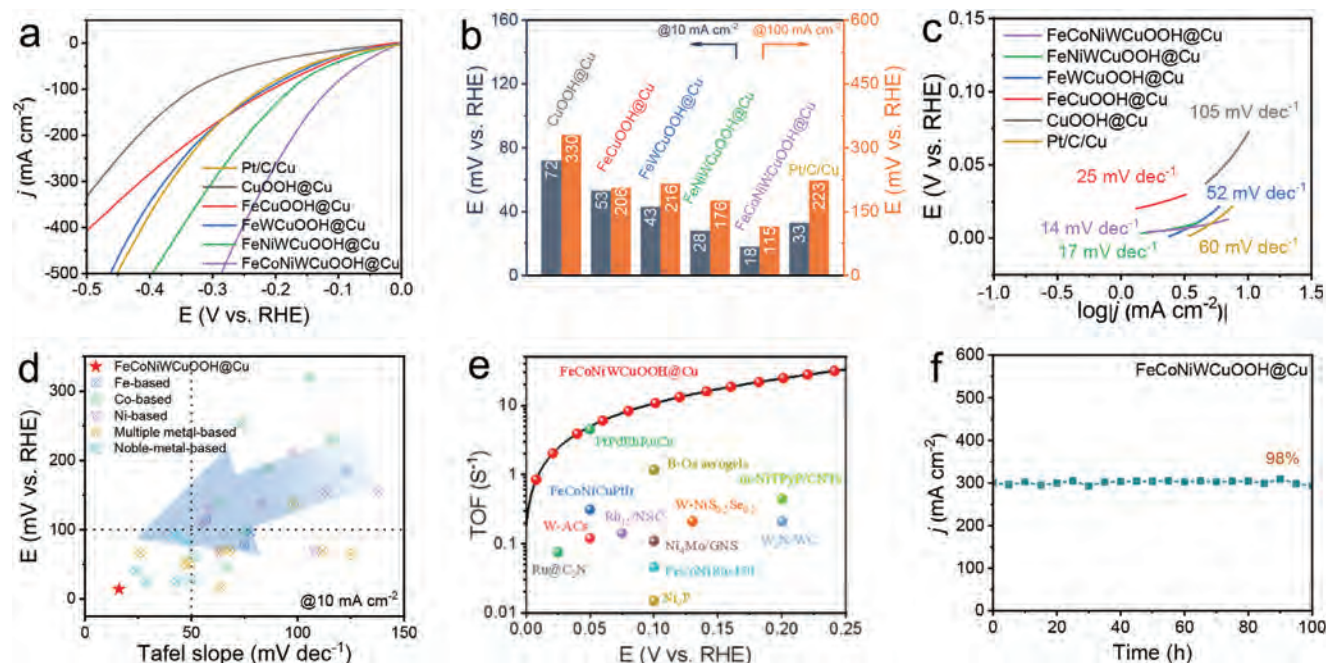 a
j (mA cm-2)
0
-100
-200
-300
-400
-500
-0.5
-0.4
-0.3
-0.2
-0.1
0.0
E (V vs. RHE)
Pt/C/Cu
CuOOH@Cu
FeCuOOH@Cu
FeWCuOOH@Cu
FeNiWCuOOH@Cu
FeCoNiWCuOOH@Cu
b
E (mV vs. RHE)
160
120
80
40
0
@10 mA cm-2
@100 mA cm-2
CuOOH@Cu
FeCuOOH@Cu
FeWCuOOH@Cu
FeNiWCuOOH@Cu
FeCoNiWCuOOH@Cu
Pt/C/Cu
72
330
53
206
43
216
28
176
18
115
33
223
600
450
300
150
0
E (mV vs. RHE)
c
E (V vs. RHE)
0.15
0.10
0.05
0.00
FeCoNiWCuOOH@Cu
FeNiWCuOOH@Cu
FeWCuOOH@Cu
FeCuOOH@Cu
CuOOH@Cu
Pt/C/Cu
105 mV dec-1
25 mV dec-1
52 mV dec-1
14 mV dec-1
17 mV dec-1
60 mV dec-1
-1.0
-0.5
0.0
0.5
1.0
1.5
log|j (mA cm-2)|
d
E (mV vs. RHE)
300
200
100
0
FeCoNiWCuOOH@Cu
Fe-based
Co-based
Ni-based
Multiple metal-based
Noble-metal-based
@10 mA cm-2
0
50
100
150
Tafel slope (mV dec-1)
e
TOF (S-1)
10
1
0.1
0.01
FeCoNiWCuOOH@Cu
PtPdRhRuCu
B-Os aerogels
FeCoNiCuPtIr
W-ACs
Ru@C2N
Ni4Mo/GNS
0.00
0.05
0.10
0.15
0.20
0.25
E (V vs. RHE)
f
j (mA cm-2)
600
500
400
300
200
100
0
FeCoNiWCuOOH@Cu
98%
0
20
40
60
80
100
Time (h)